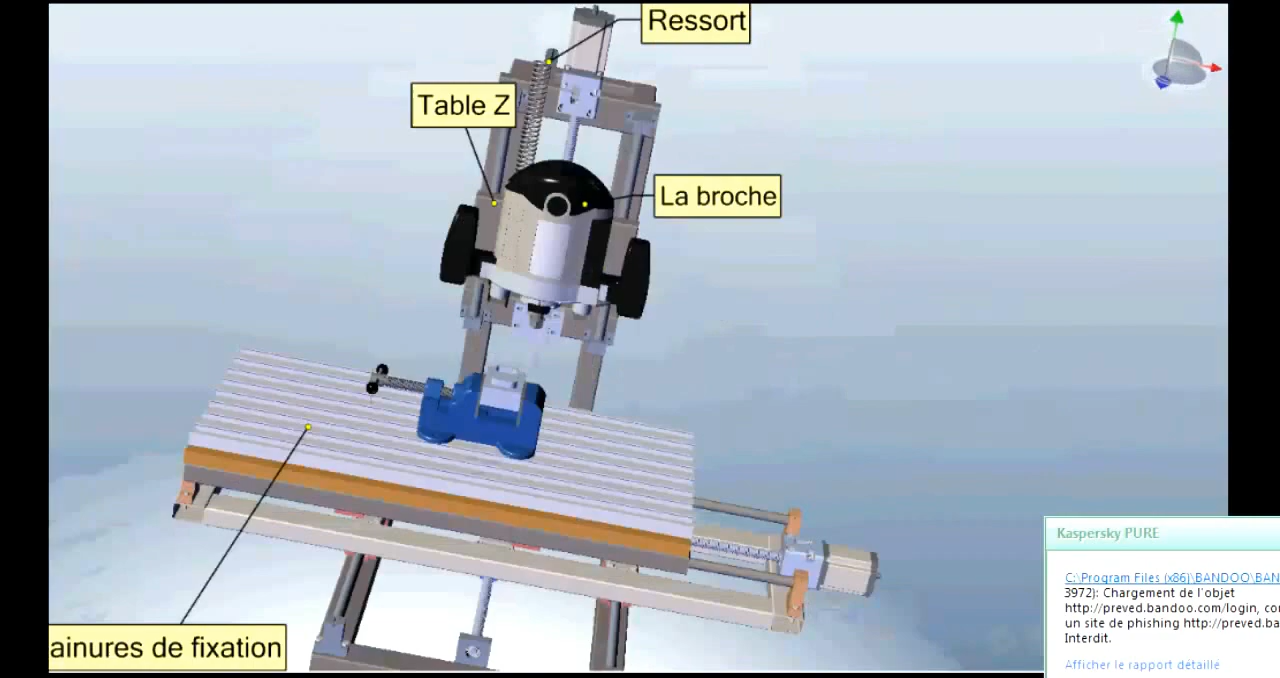 Ressort
Table Z
La broche
ainures de fixation
Kaspersky PURE
C:\Program Files (x86)\BANDOO\BAN
3972): Chargement de l'objet
http://preved.bandoo.com/login, co
un site de phishing http://preved.ba
Interdit.
Afficher le rapport détaillé